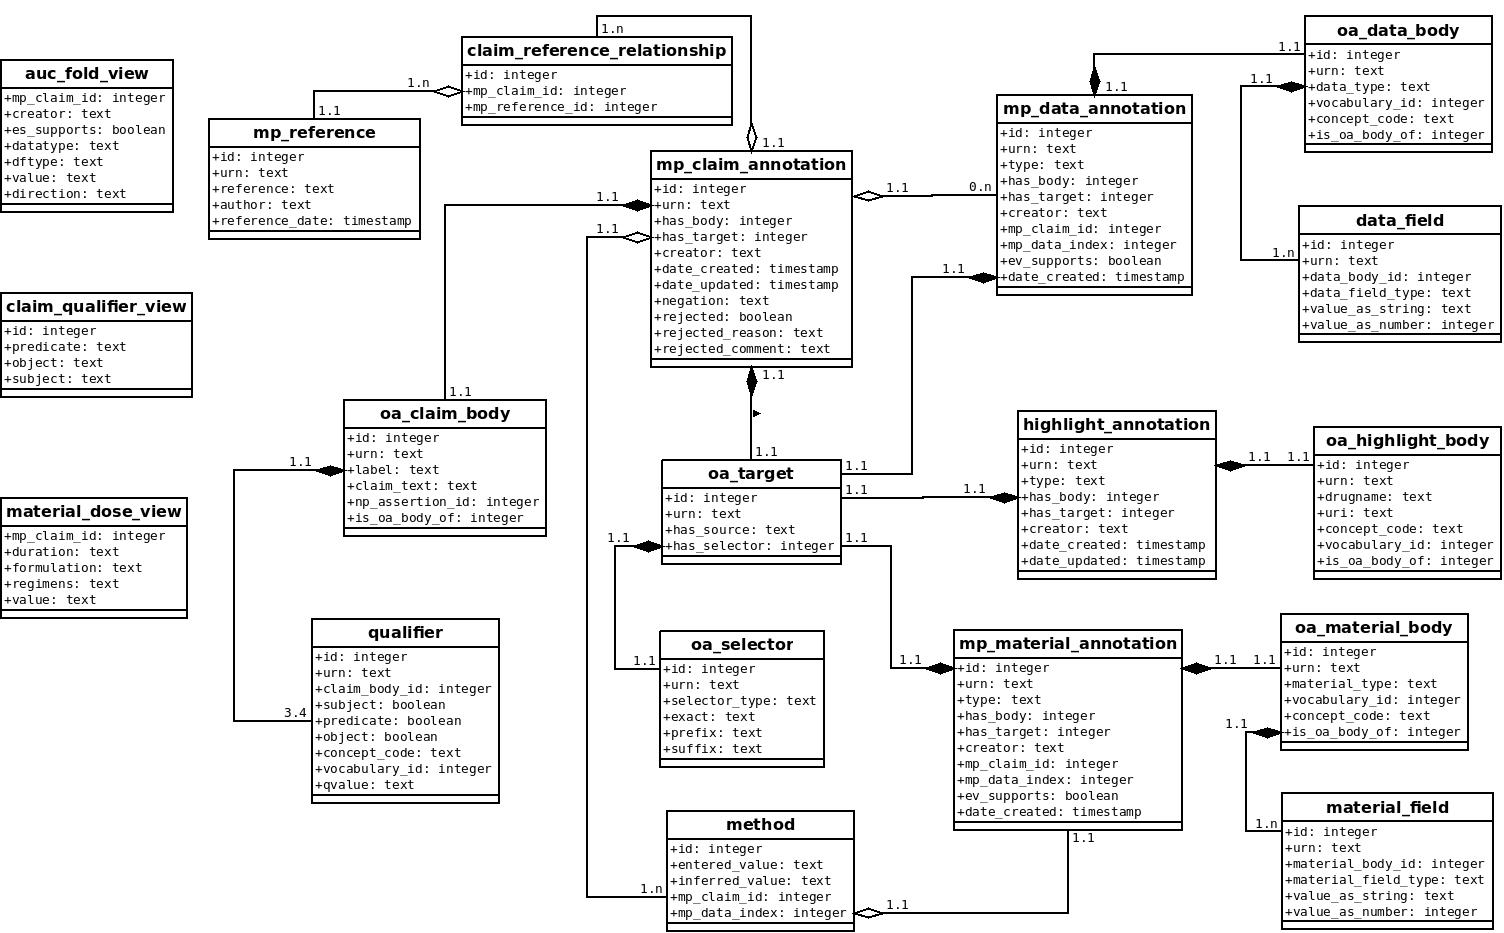 auc_fold_view
+mp_claim_id: integer
+creator: text
+es_supports: boolean
+datatype: text
+dftype: text
+value: text
+direction: text
claim_qualifier_view
+id: integer
+predicate: text
+object: text
+subject: text
material_dose_view
+mp_claim_id: integer
+duration: text
+formulation: text
+regimens: text
+value: text
1.n
1.1
mp_reference
+id: integer
+urn: text
+reference: text
+author: text
+reference_date: timestamp
1.n
claim_reference_relationship
+id: integer
+mp_claim_id: integer
+mp_reference_id: integer
1.1
mp_claim_annotation
+id: integer
+urn: text
+has_body: integer
+has_target: integer
+creator: text
+date_created: timestamp
+date_updated: timestamp
+negation: text
+rejected: boolean
+rejected_reason: text
+rejected_comment: text
1.1
1.1
1.1
0.n
1.1
1.1
1.1
oa_claim_body
+id: integer
+urn: text
+label: text
+claim_text: text
+np_assertion_id: integer
+is_oa_body_of: integer
1.1
3.4
qualifier
+id: integer
+urn: text
+claim_body_id: integer
+subject: boolean
+predicate: boolean
+object: boolean
+concept_code: text
+vocabulary_id: integer
+qvalue: text
oa_target
+id: integer
+urn: text
+has_source: text
+has_selector: integer
1.1
1.1
1.1
1.1
1.1
oa_selector
+id: integer
+urn: text
+selector_type: text
+exact: text
+prefix: text
+suffix: text
1.n
method
+id: integer
+entered_value: text
+inferred_value: text
+mp_claim_id: integer
+mp_data_index: integer
1.1
1.1
1.1
1.1
mp_data_annotation
+id: integer
+urn: text
+type: text
+has_body: integer
+has_target: integer
+creator: text
+mp_claim_id: integer
+mp_data_index: integer
+ev_supports: boolean
+date_created: timestamp
1.1
oa_data_body
+id: integer
+urn: text
+data_type: text
+vocabulary_id: integer
+concept_code: text
+is_oa_body_of: integer
1.1
1.n
data_field
+id: integer
+urn: text
+data_body_id: integer
+data_field_type: text
+value_as_string: text
+value_as_number: integer
1.1
highlight_annotation
+id: integer
+urn: text
+type: text
+has_body: integer
+has_target: integer
+creator: text
+date_created: timestamp
+date_updated: timestamp
1.1 1.1
oa_highlight_body
+id: integer
+urn: text
+drugname: text
+uri: text
+concept_code: text
+vocabulary_id: integer
+is_oa_body_of: integer
1.1
mp_material_annotation
+id: integer
+urn: text
+type: text
+has_body: integer
+has_target: integer
+creator: text
+mp_claim_id: integer
+mp_data_index: integer
+ev_supports: boolean
+date_created: timestamp
1.1 1.1
oa_material_body
+id: integer
+urn: text
+material_type: text
+vocabulary_id: integer
+concept_code: text
+is_oa_body_of: integer
1.1
1.n
material_field
+id: integer
+urn: text
+material_body_id: integer
+material_field_type: text
+value_as_string: text
+value_as_number: integer